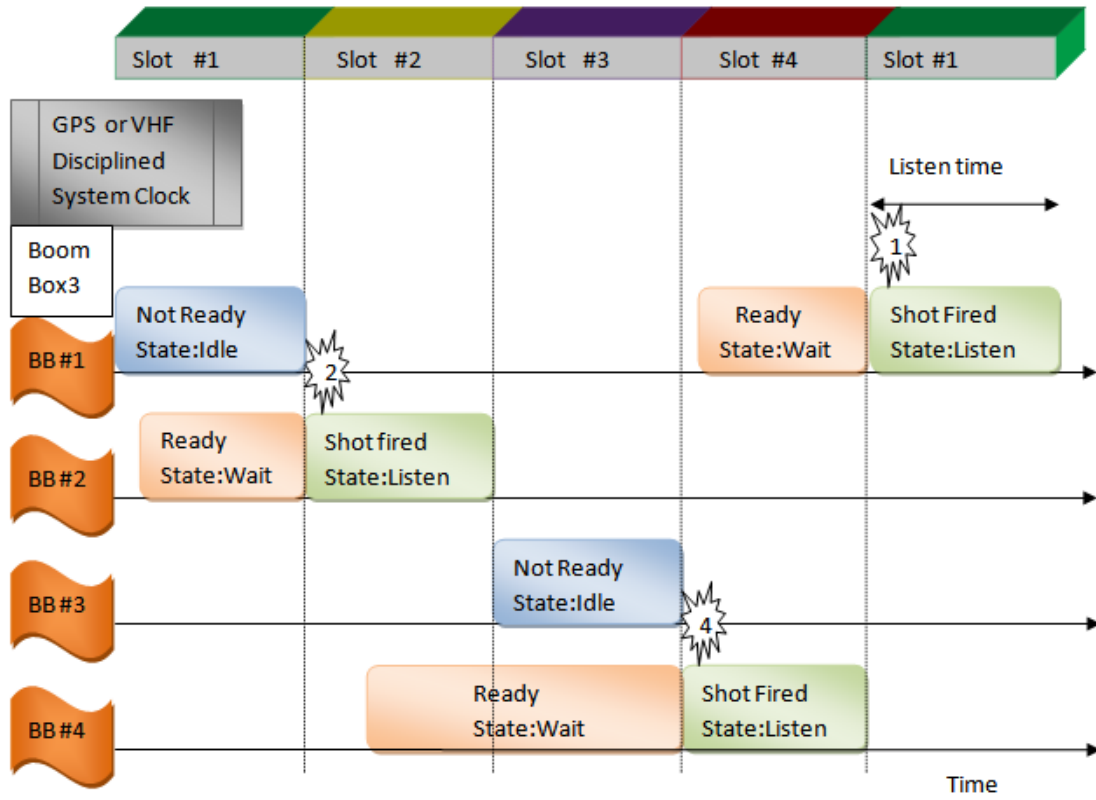 Slot #1
Slot #2
Slot #3
Slot #4
Slot #1
GPS or VHF
Disciplined
System Clock
Listen time
Boom
Box3
1
Not Ready
State:Idle
Ready
State:Wait
Shot Fired
State:Listen
BB #1
2
Ready
State:Wait
Shot fired
State:Listen
BB #2
Not Ready
State:Idle
BB #3
4
Ready
State:Wait
Shot Fired
State:Listen
BB #4
Time